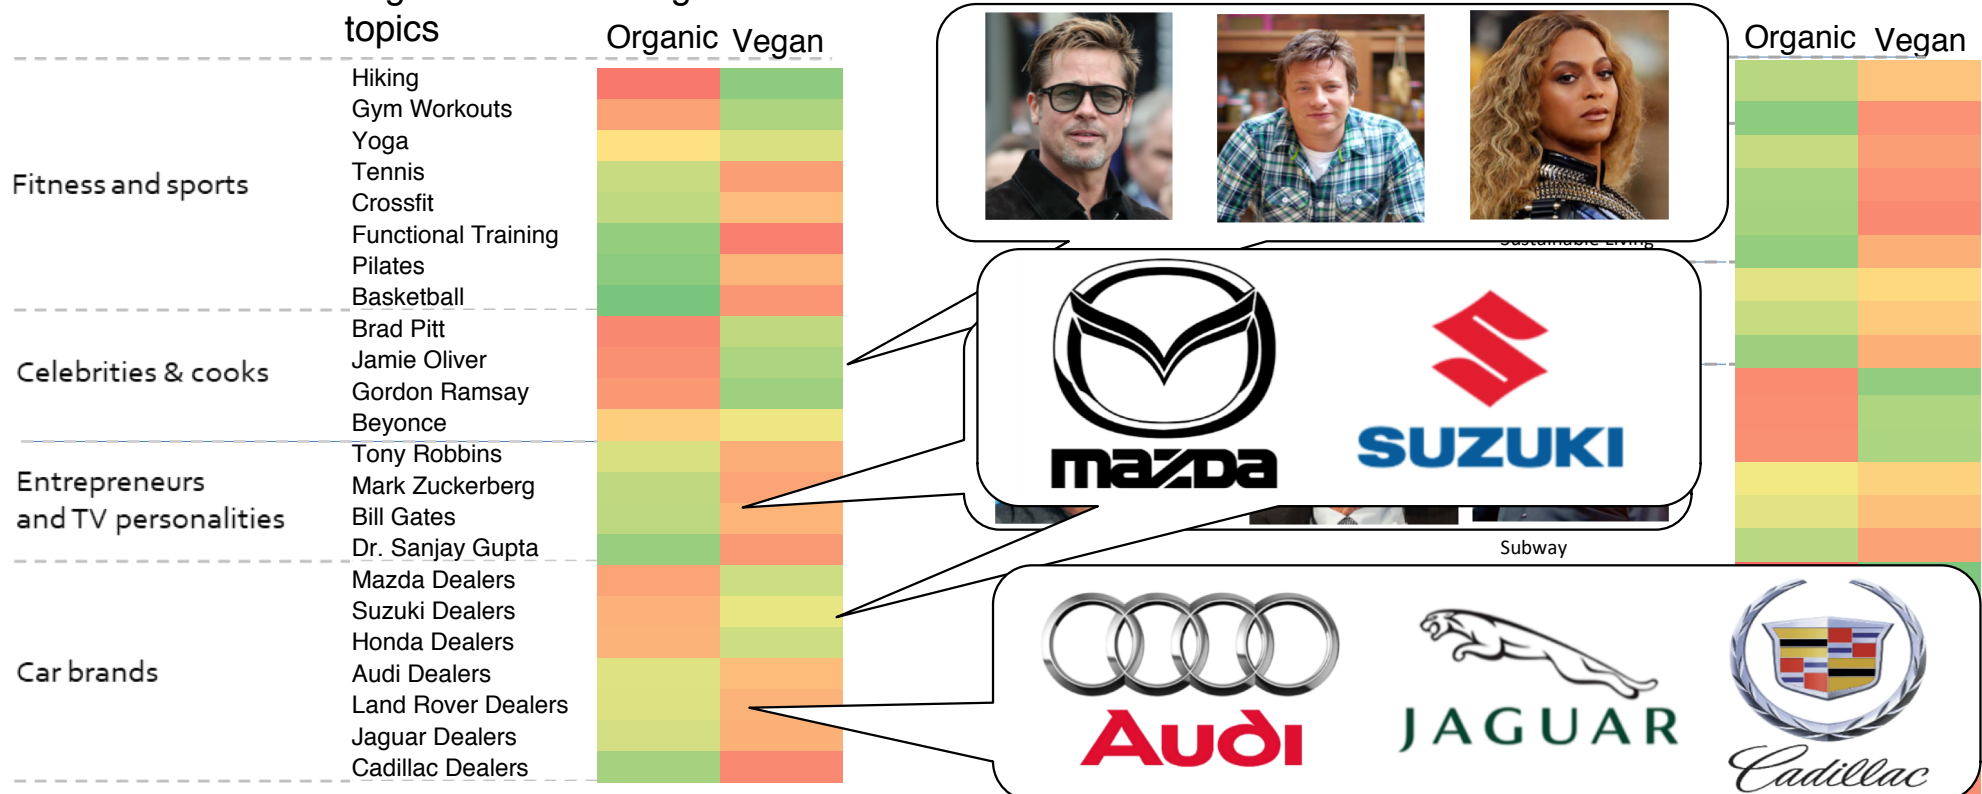 topics
Organic Vegan
Organic Vegan
Fitness and sports
Hiking
Gym Workouts
Yoga
Tennis
Crossfit
Functional Training
Pilates
Basketball
Celebrities & cooks
Brad Pitt
Jamie Oliver
Gordon Ramsay
Beyonce
Entrepreneurs
and TV personalities
Tony Robbins
Mark Zuckerberg
Bill Gates
Dr. Sanjay Gupta
Car brands
Mazda Dealers
Suzuki Dealers
Honda Dealers
Audi Dealers
Land Rover Dealers
Jaguar Dealers
Cadillac Dealers
Sustainable Living
mazda
SUZUKI
Subway
Audi
JAGUAR
Cadillac